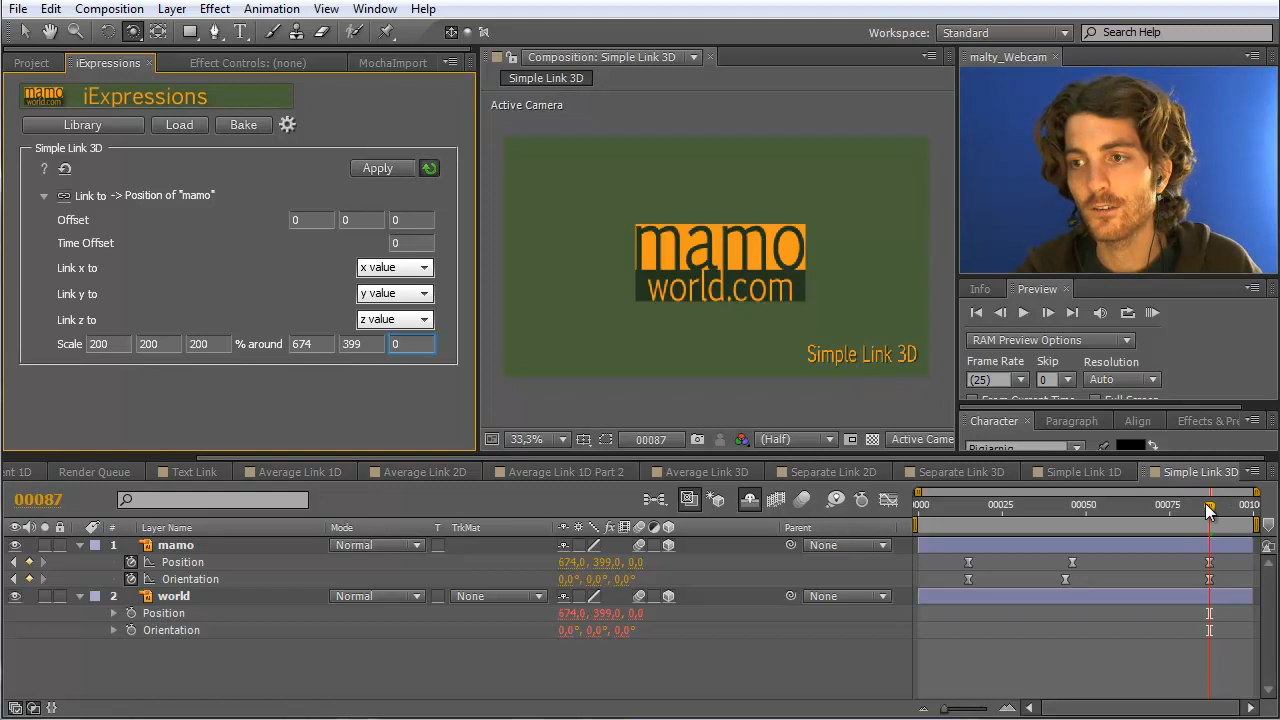 File Edit Composition Layer Effect Animation View Window Help
Workspace: Standard Search Help
Project iExpressions Effect Controls: (none) MochaImport
Composition: Simple Link 3D
malty_Webcam
Simple Link 3D
Active Camera
mamo world.com iExpressions
Library Load Bake
Simple Link 3D
? Apply
Link to -> Position of "mamo"
Offset 0 0 0
Time Offset 0
Link x to x value
Link y to y value
Link z to z value
Scale 200 200 200 % around 674 399 0
mamo
world.com
Simple Link 3D
Info Preview
RAM Preview Options
Frame Rate Skip Resolution
(25) 0 Auto
From Current Time Full Screen
Character Paragraph Align Effects & Pre
33,3% 00087 (Half) Active Came
ent 1D Render Queue Text Link Average Link 1D Average Link 2D Average Link 1D Part 2 Average Link 3D Separate Link 2D Separate Link 3D Simple Link 1D Simple Link 3D
00087
0000 00025 00050 00075 0010
# Layer Name Mode T TrkMat Parent
1 mamo Normal None
Position 674,0, 399,0, 0,0
Orientation 0,0°, 0,0°, 0,0°
2 world Normal None None
Position 674,0, 399,0, 0,0
Orientation 0,0°, 0,0°, 0,0°